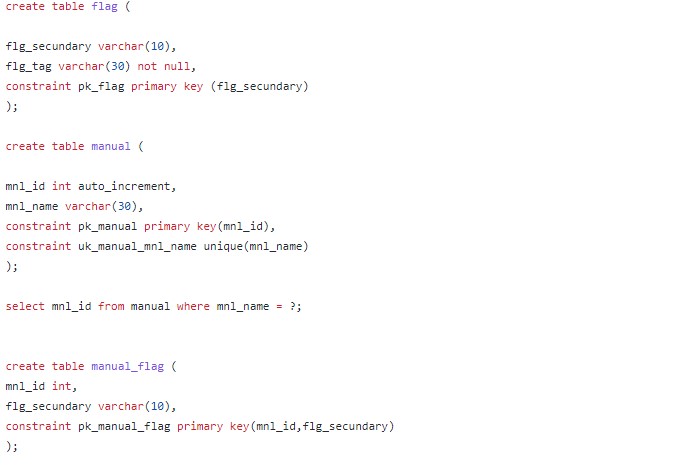 create table flag (
flg_secundary varchar(10),
flg_tag varchar(30) not null,
constraint pk_flag primary key (flg_secundary)
);
create table manual (
mnl_id int auto_increment,
mnl_name varchar(30),
constraint pk_manual primary key(mnl_id),
constraint uk_manual_mnl_name unique(mnl_name)
);
select mnl_id from manual where mnl_name = ?;
create table manual_flag (
mnl_id int,
flg_secundary varchar(10),
constraint pk_manual_flag primary key(mnl_id,flg_secundary)
);